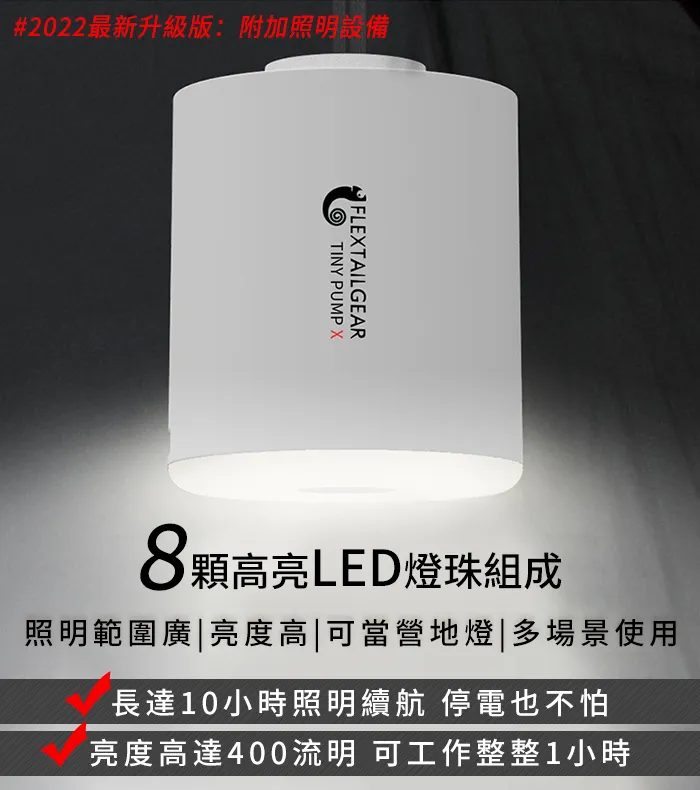 #2022最新升級版：附加照明設備
FLEXTAILGEAR
TINY PUMP X
8顆高亮LED燈珠組成
照明範圍廣|亮度高|可當營地燈|多場景使用
長達10小時照明續航 停電也不怕
亮度高達400流明 可工作整整1小時